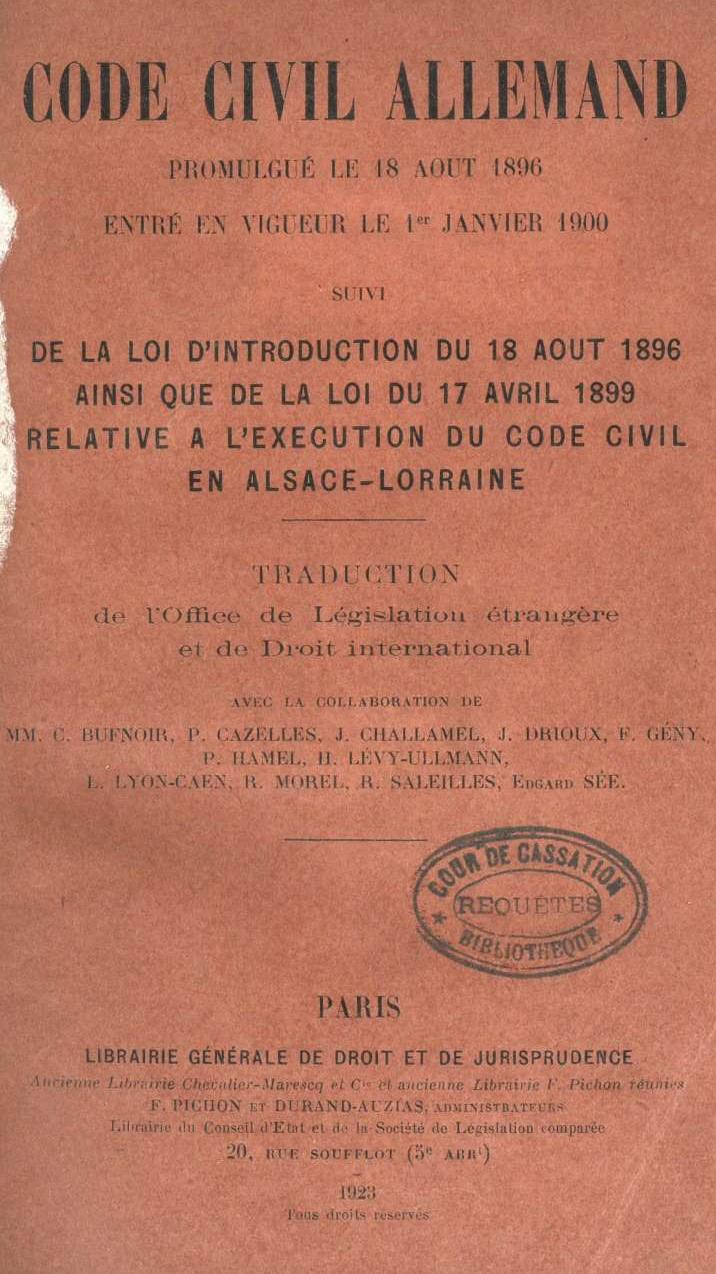 CODE CIVIL ALLEMAND
PROMULGUÉ LE 18 AOUT 1896
ENTRÉ EN VIGUEUR LE 1er JANVIER 1900
SUIVI
DE LA LOI D'INTRODUCTION DU 18 AOUT 1896
AINSI QUE DE LA LOI DU 17 AVRIL 1899
RELATIVE A L'EXECUTION DU CODE CIVIL
EN ALSACE-LORRAINE
TRADUCTION
de l'Office de Législation étrangère
et de Droit international
AVEC LA COLLABORATION DE
MM. C. BUFNOIR, P. CAZELLES, J. CHALLAMEL, J. DRIOUX, F. GÉNY,
P. HAMEL, H. LÉVY-ULLMANN,
L. LYON-CAEN, R. MOREL, R. SALEILLES, EDGARD SÉE.
COUR DE CASSATION
REQUÊTES
BIBLIOTHEQUE
PARIS
LIBRAIRIE GÉNÉRALE DE DROIT ET DE JURISPRUDENCE
Ancienne Librairie Chevalier-Marescq et Cie et ancienne Librairie F. Pichon réunies
F. PICHON ET DURAND-AUZIAS, ADMINISTRATEURS
Librairie du Conseil d'Etat et de la Société de Législation comparée
20, RUE SOUFFLOT (5e ARRt)
1923
Tous droits réservés